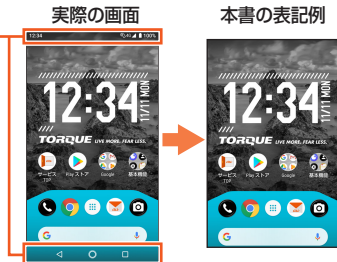 実際の画面
本書の表記例
12:34
4G
100%
12:34
11/11 MON
TORQUE LIVE MORE. FEAR LESS.
サービス
TOP
Play ストア
Google
基本機能
G
12:34
11/11 MON
TORQUE LIVE MORE. FEAR LESS.
サービス
TOP
Play ストア
Google
基本機能
G